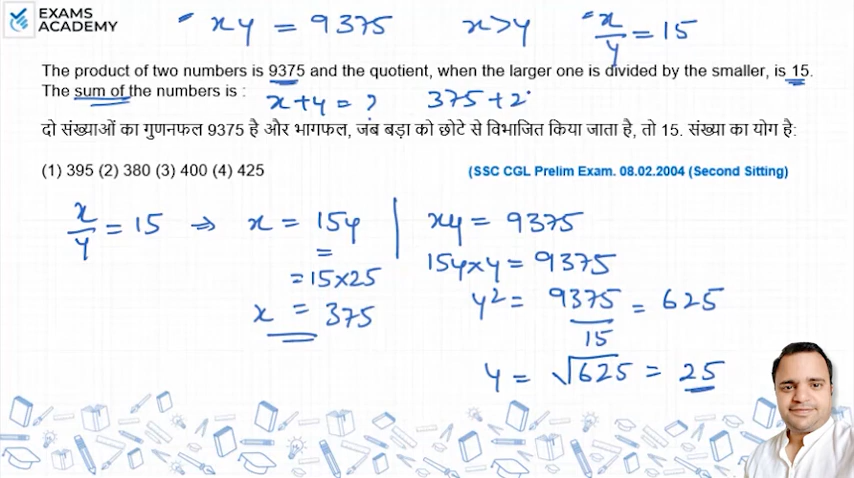 EXAMS
ACADEMY
xy = 9375 x>y x/y = 15
The product of two numbers is 9375 and the quotient, when the larger one is divided by the smaller, is 15.
The sum of the numbers is :
x+y = ? 375+2
दो संख्याओं का गुणनफल 9375 है और भागफल, जब बड़ा को छोटे से विभाजित किया जाता है, तो 15. संख्या का योग है:
(1) 395 (2) 380 (3) 400 (4) 425
(SSC CGL Prelim Exam. 08.02.2004 (Second Sitting)
x/y = 15 ⇒ x = 15y
=
= 15×25
x = 375
xy = 9375
15y×y = 9375
y² = 9375/15 = 625
y = √625 = 25